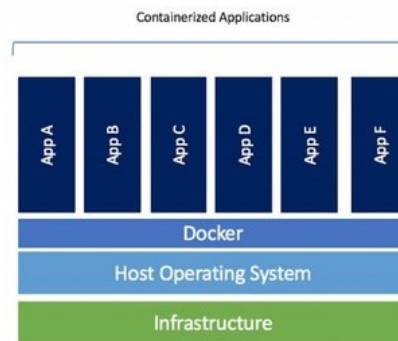 Containerized Applications
App A
App B
App C
App D
App E
App F
Docker
Host Operating System
Infrastructure